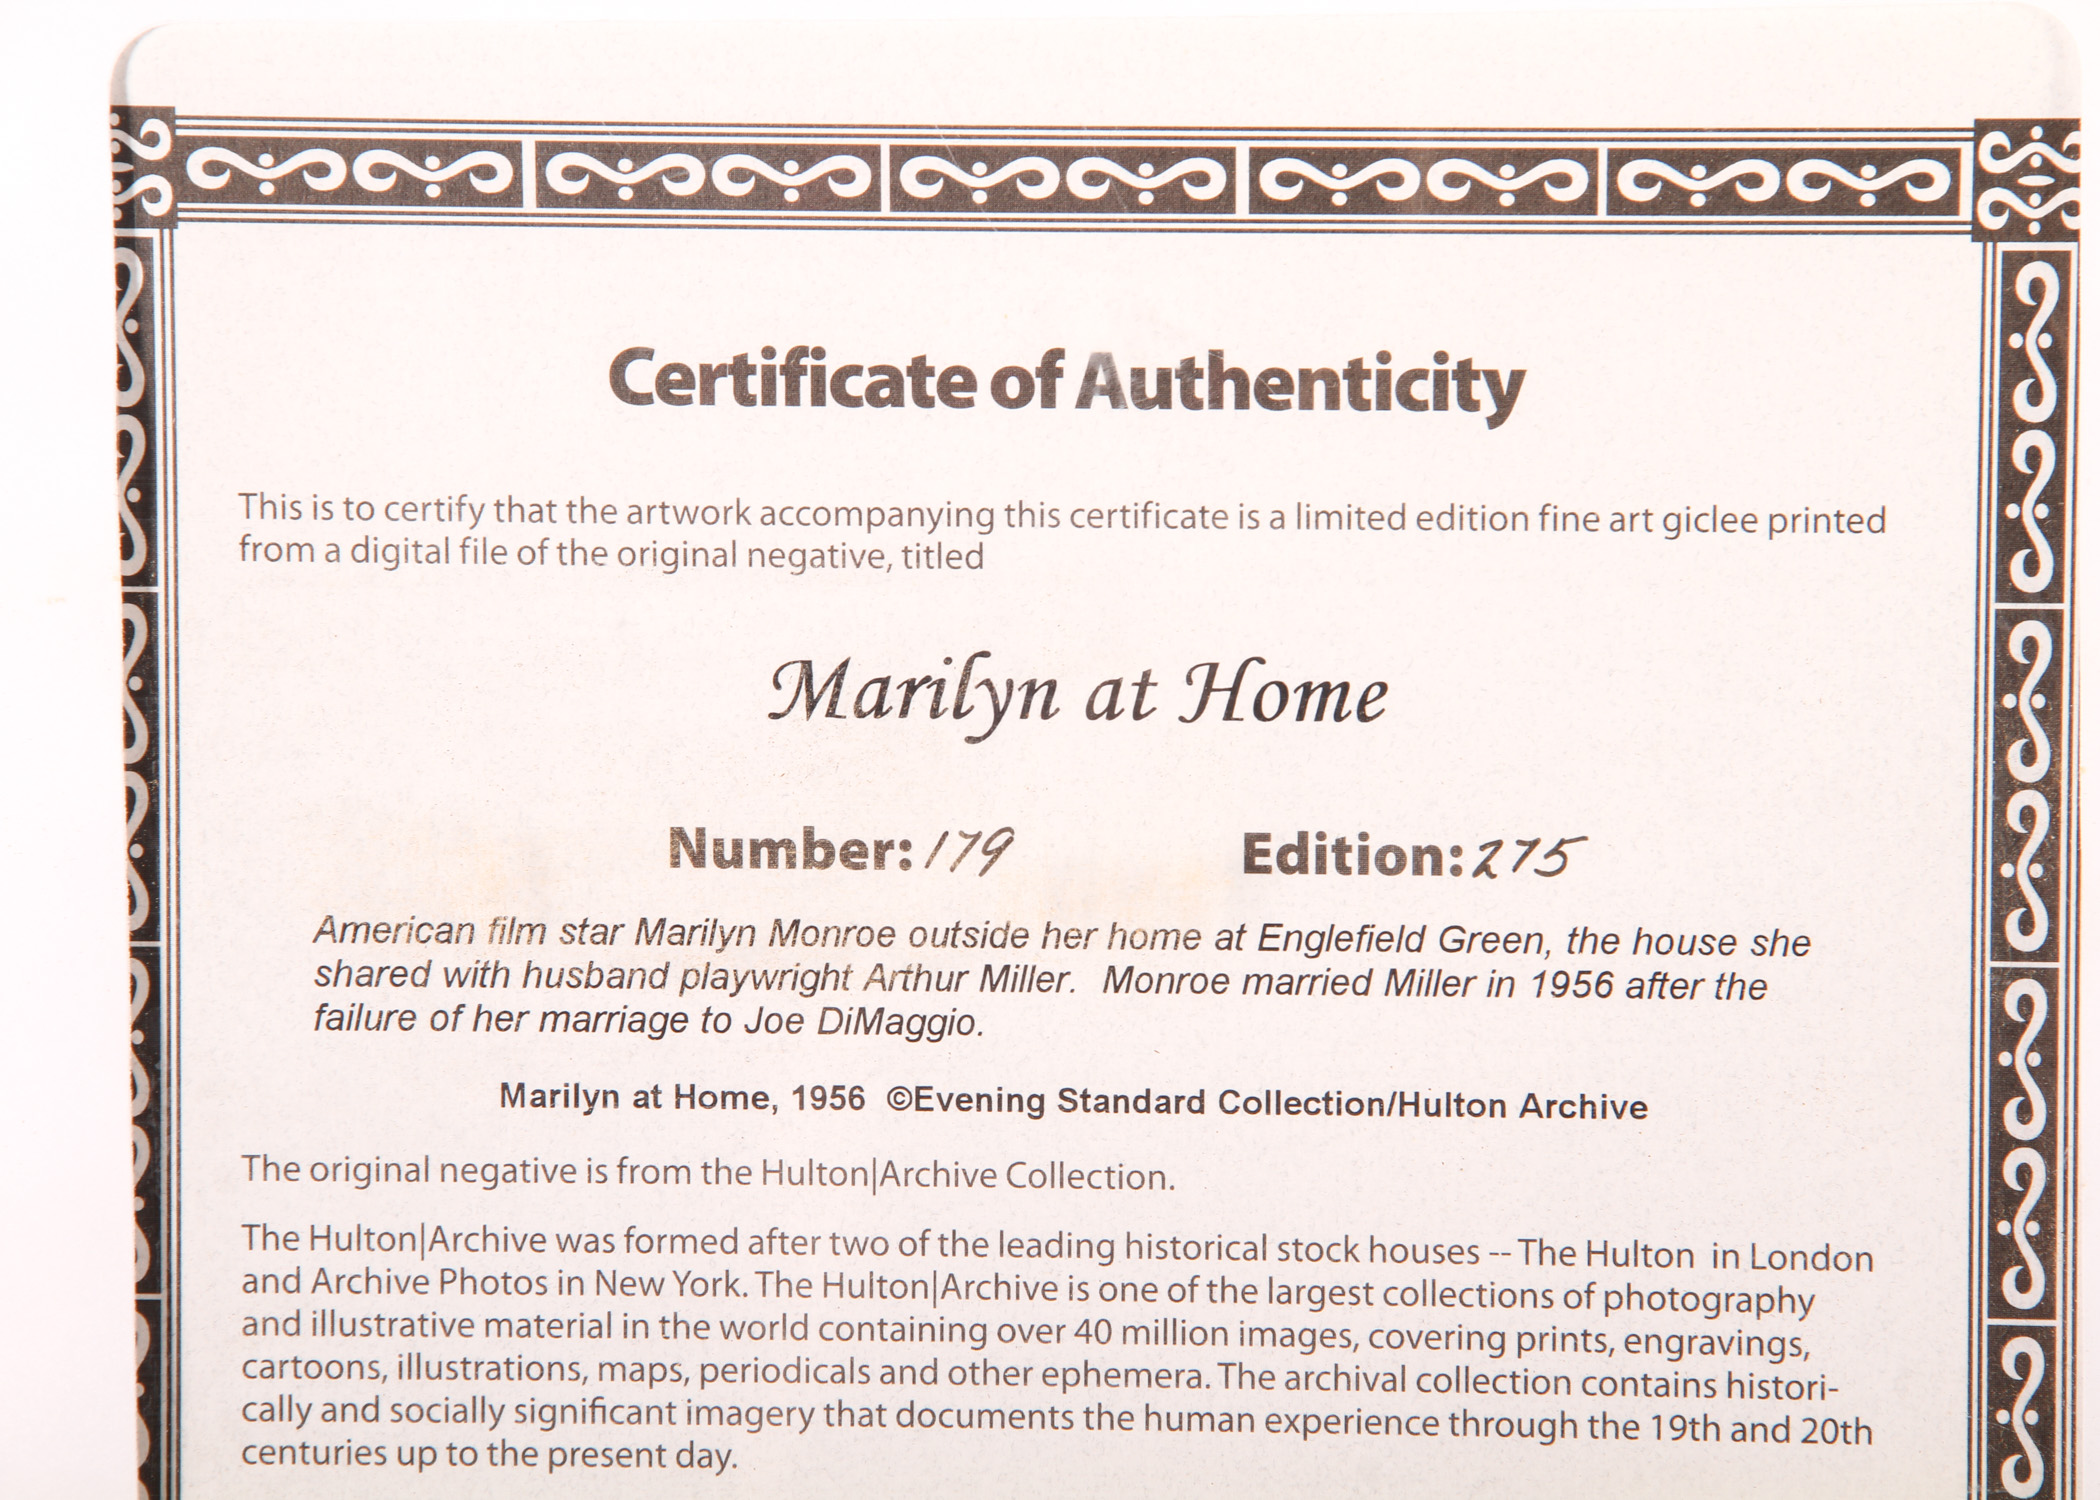 Certificate of Authenticity
This is to certify that the artwork accompanying this certificate is a limited edition fine art giclee printed
from a digital file of the original negative, titled
Marilyn at Home
Number: 179 Edition: 275
American film star Marilyn Monroe outside her home at Englefield Green, the house she
shared with husband playwright Arthur Miller. Monroe married Miller in 1956 after the
failure of her marriage to Joe DiMaggio.
Marilyn at Home, 1956 ©Evening Standard Collection/Hulton Archive
The original negative is from the Hulton|Archive Collection.
The Hulton|Archive was formed after two of the leading historical stock houses -- The Hulton in London
and Archive Photos in New York. The Hulton|Archive is one of the largest collections of photography
and illustrative material in the world containing over 40 million images, covering prints, engravings,
cartoons, illustrations, maps, periodicals and other ephemera. The archival collection contains histori-
cally and socially significant imagery that documents the human experience through the 19th and 20th
centuries up to the present day.